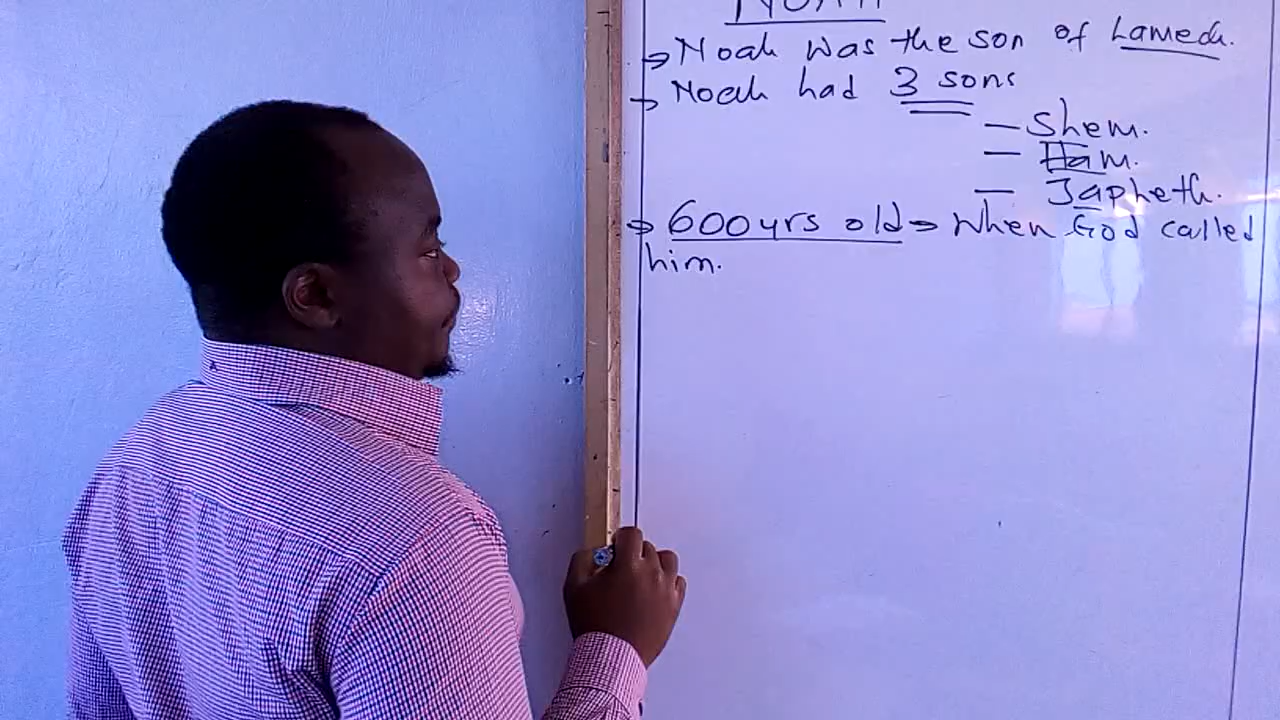 NOAH
→ Noah was the son of Lamech.
→ Noah had 3 sons
— Shem.
— Ham.
— Japheth.
→ 600yrs old → When God called
him.